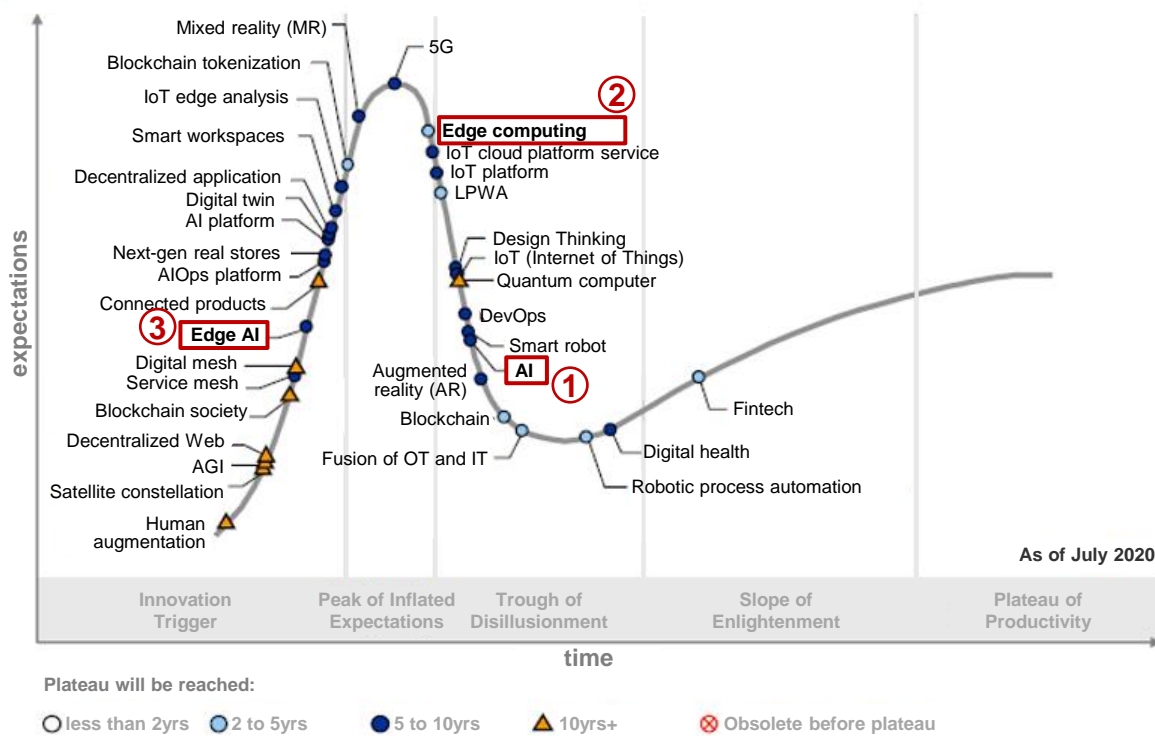 Mixed reality (MR)
5G
Blockchain tokenization
IoT edge analysis
Smart workspaces
Decentralized application
Digital twin
AI platform
Next-gen real stores
AIOps platform
Connected products
③
Edge AI
Digital mesh
Service mesh
Blockchain society
Decentralized Web
AGI
Satellite constellation
Human
augmentation
②
Edge computing
IoT cloud platform service
IoT platform
LPWA
Design Thinking
IoT (Internet of Things)
Quantum computer
DevOps
Smart robot
AI
①
Augmented
reality (AR)
Blockchain
Fusion of OT and IT
Fintech
Digital health
Robotic process automation
As of July 2020
expectations
Innovation
Trigger
Peak of Inflated
Expectations
Trough of
Disillusionment
Slope of
Enlightenment
Plateau of
Productivity
time
Plateau will be reached:
less than 2yrs
2 to 5yrs
5 to 10yrs
10yrs+
Obsolete before plateau